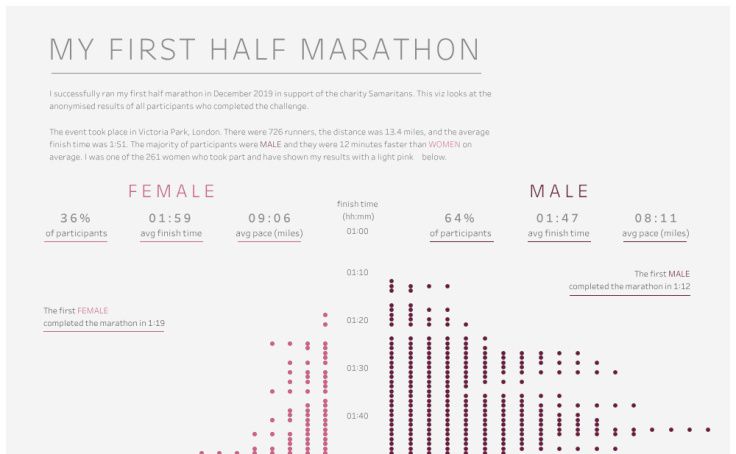 MY FIRST HALF MARATHON
I successfully ran my first half marathon in December 2019 in support of the charity Samaritans. This viz looks at the
anonymised results of all participants who completed the challenge.
The event took place in Victoria Park, London. There were 726 runners, the distance was 13.4 miles, and the average
finish time was 1:51. The majority of participants were MALE and they were 12 minutes faster than WOMEN on
average. I was one of the 261 women who took part and have shown my results with a light pink below.
FEMALE
36% 01:59 09:06
of participants avg finish time avg pace (miles)
finish time
(hh:mm)
MALE
64% 01:47 08:11
of participants avg finish time avg pace (miles)
01:00
01:10
The first MALE
completed the marathon in 1:12
The first FEMALE
completed the marathon in 1:19
01:20
01:30
01:40